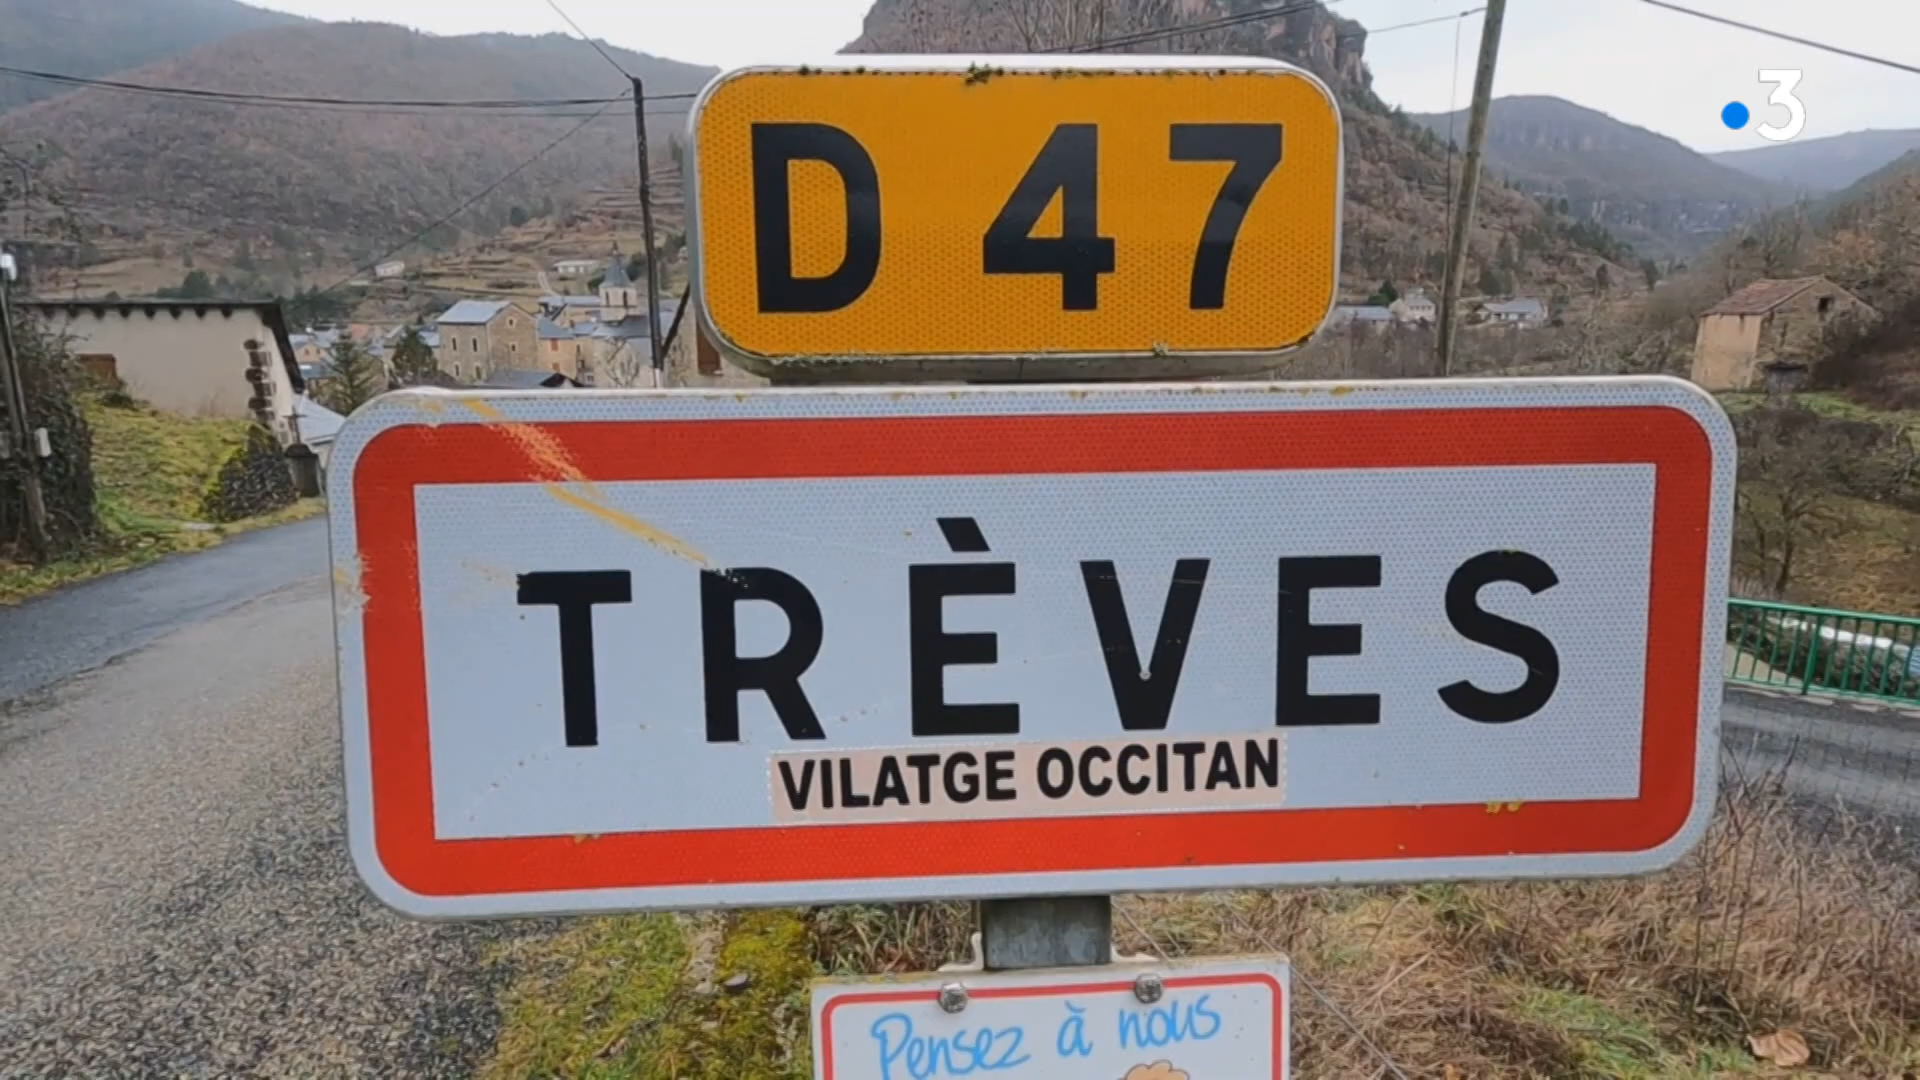 D 47
3
TRÈVES
VILATGE OCCITAN
Pensez à nous